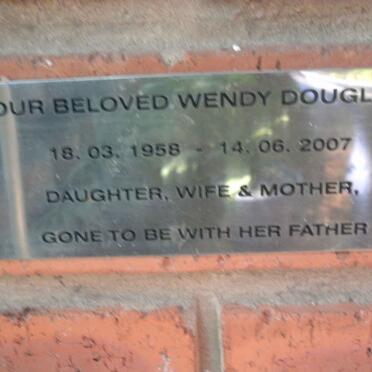 OUR BELOVED WENDY DOUGL
18. 03. 1958 - 14. 06. 2007
DAUGHTER, WIFE & MOTHER,
GONE TO BE WITH HER FATHER